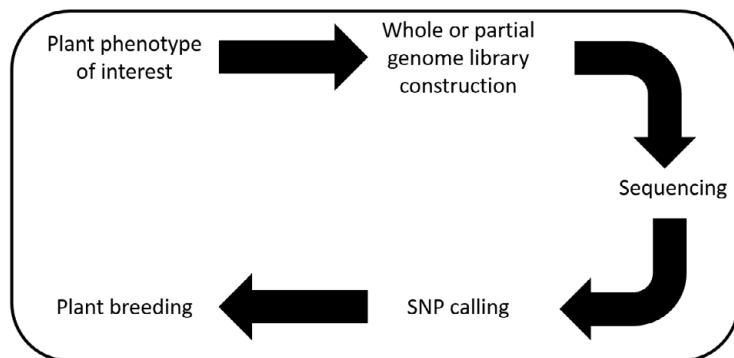 Plant phenotype
of interest
Whole or partial
genome library
construction
Sequencing
SNP calling
Plant breeding